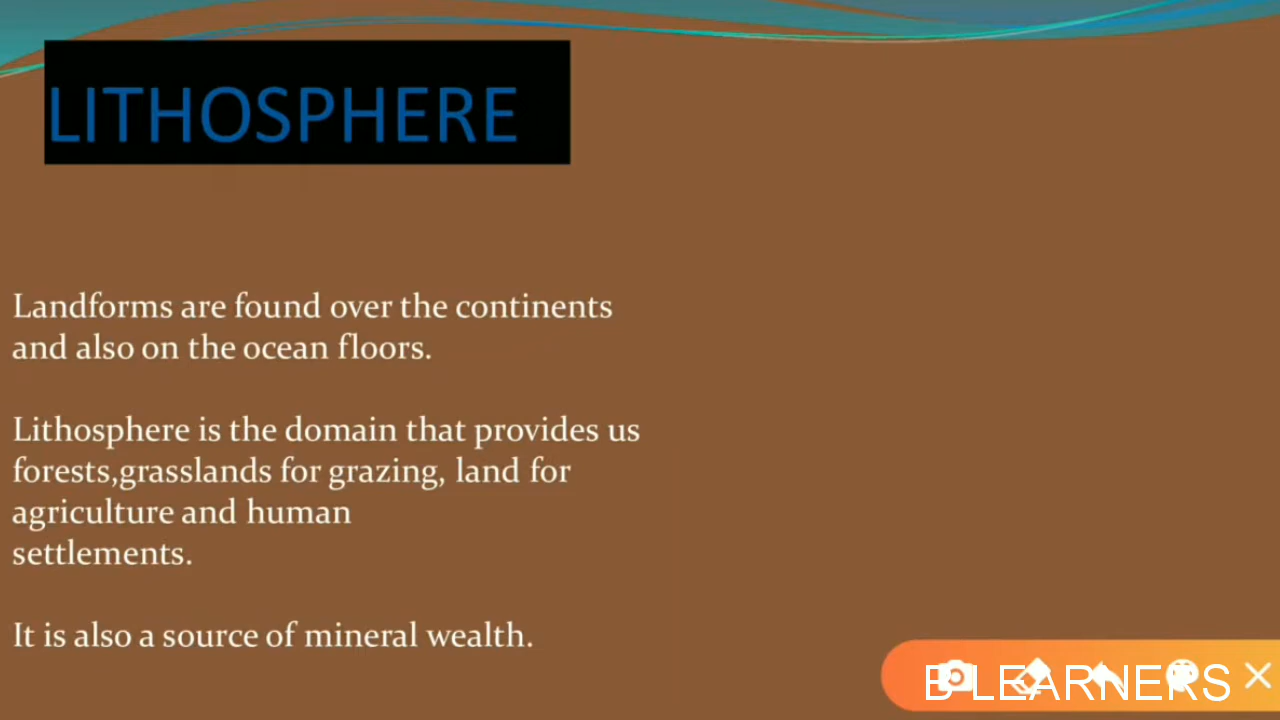 LITHOSPHERE
Landforms are found over the continents
and also on the ocean floors.
Lithosphere is the domain that provides us
forests,grasslands for grazing, land for
agriculture and human
settlements.
It is also a source of mineral wealth.
B LEARNERS